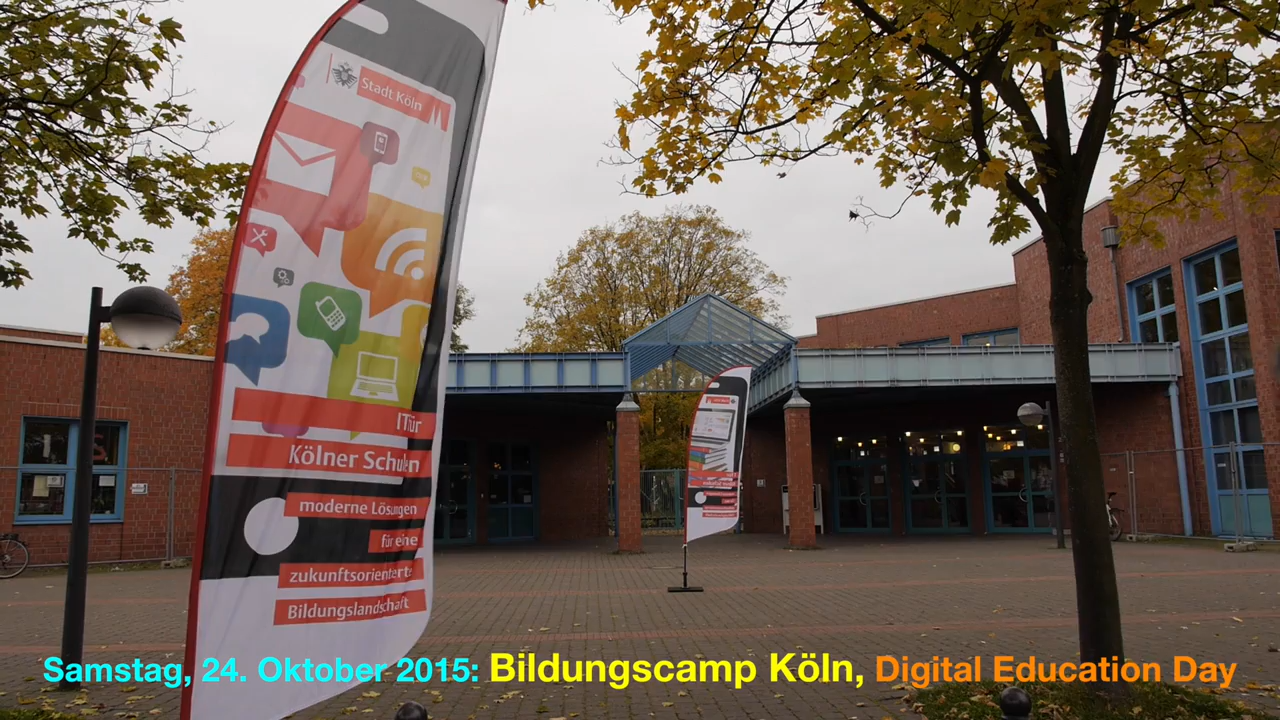 Stadt Köln
IT für
Kölner Schulen
moderne Lösungen
für eine
zukunftsorientierte
Bildungslandschaft
Samstag, 24. Oktober 2015: Bildungscamp Köln, Digital Education Day